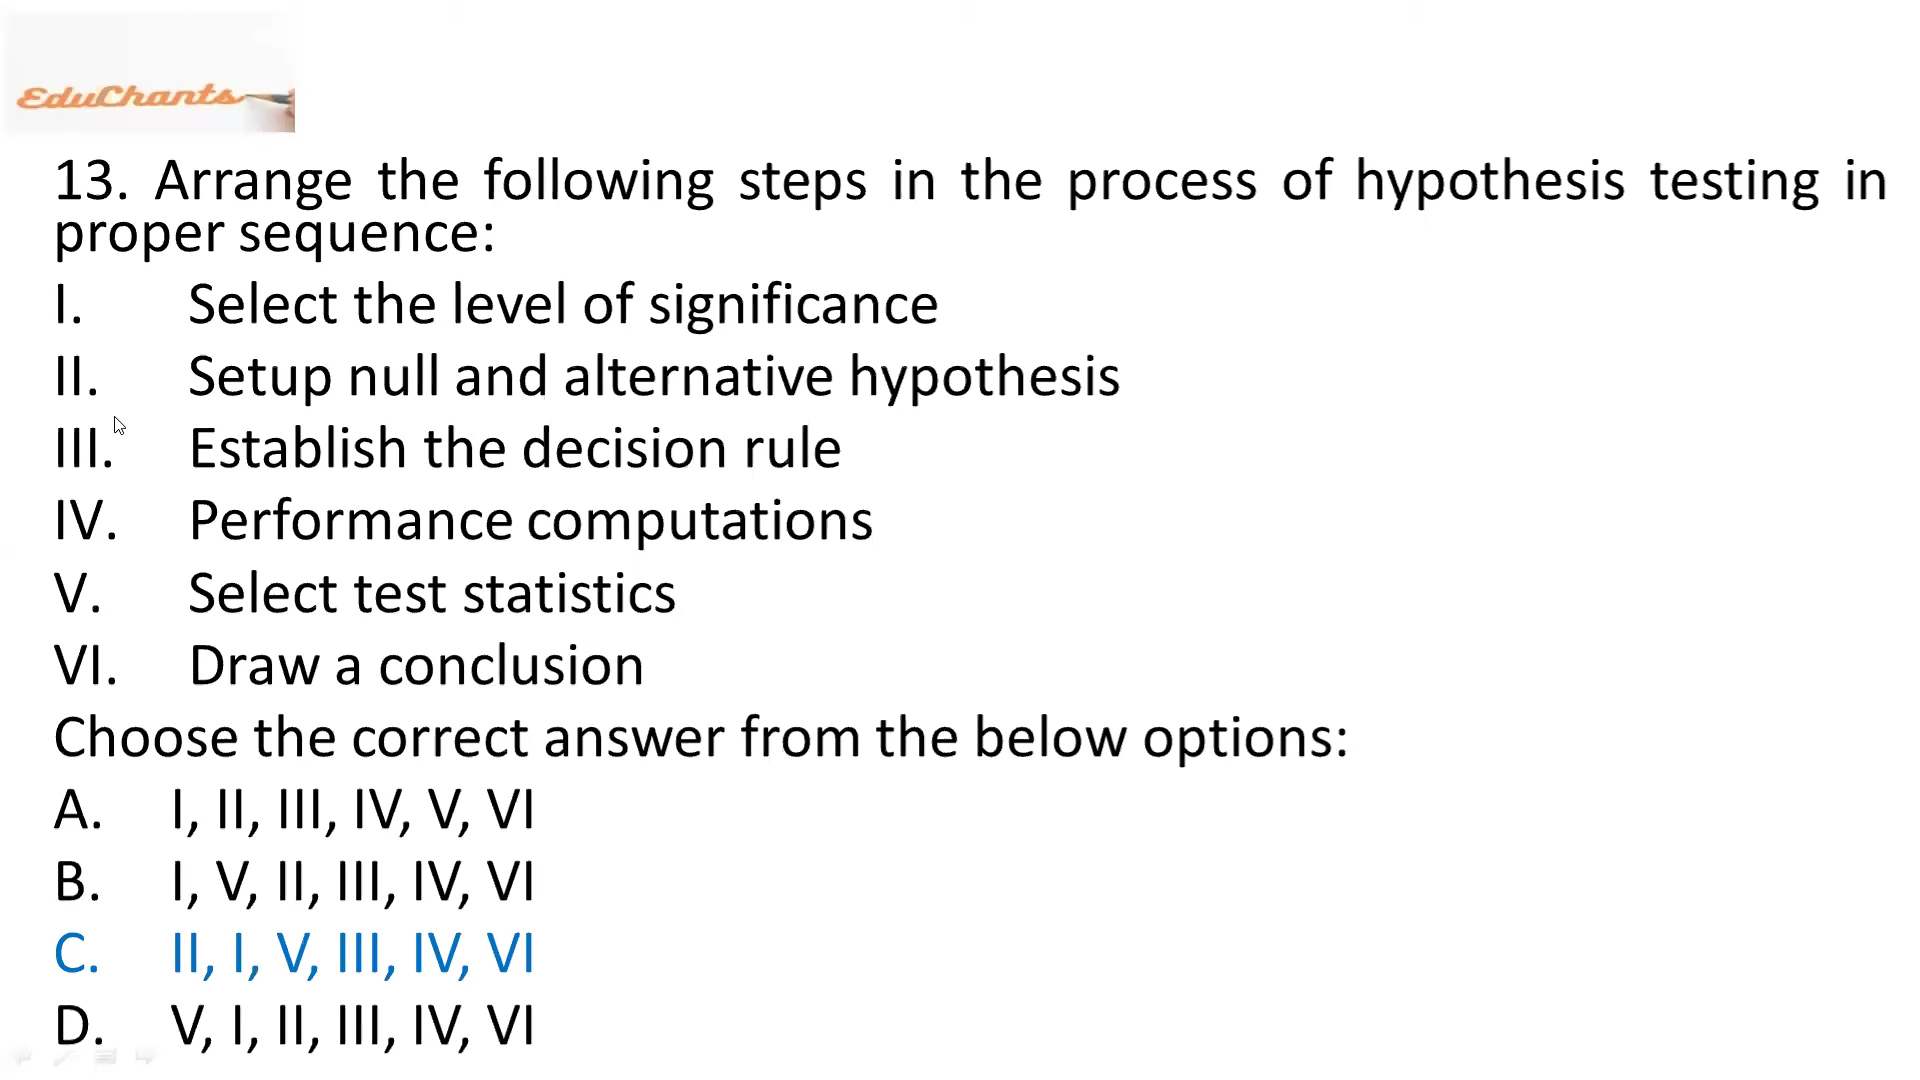 EduChants
13. Arrange the following steps in the process of hypothesis testing in
proper sequence:
I. Select the level of significance
II. Setup null and alternative hypothesis
III. Establish the decision rule
IV. Performance computations
V. Select test statistics
VI. Draw a conclusion
Choose the correct answer from the below options:
A. I, II, III, IV, V, VI
B. I, V, II, III, IV, VI
C. II, I, V, III, IV, VI
D. V, I, II, III, IV, VI